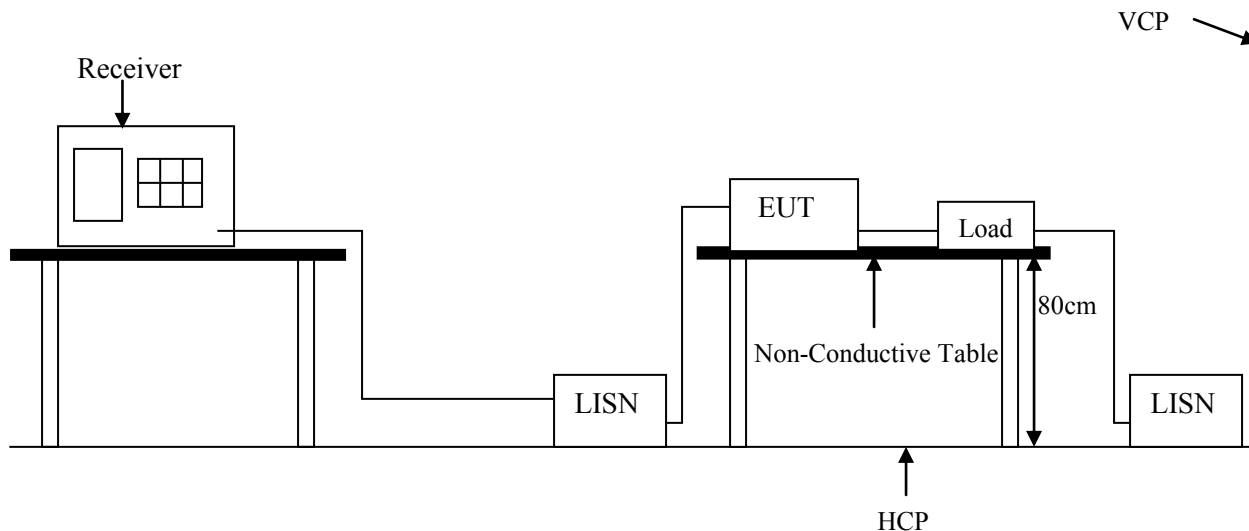 VCP
Receiver
EUT
Load
80cm
Non-Conductive Table
LISN
LISN
HCP